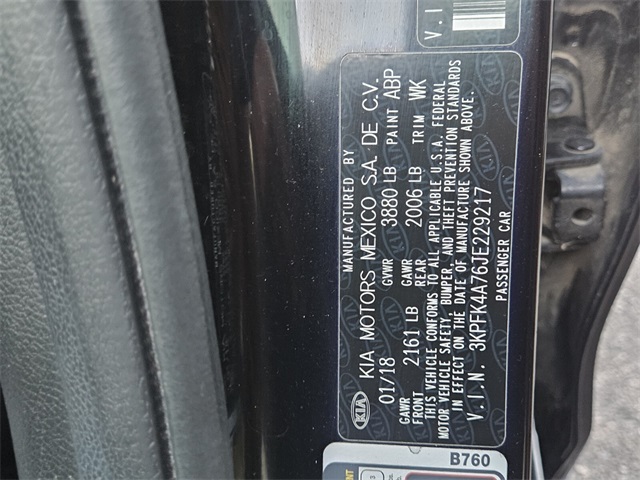 V.I
MANUFACTURED BY
KIA KIA MOTORS MEXICO S.A. DE C.V.
01/18 GVWR 3880 LB PAINT ABP
GAWR FRONT 2161 LB GAWR REAR 2006 LB TRIM WK
THIS VEHICLE CONFORMS TO ALL APPLICABLE U.S.A. FEDERAL
MOTOR VEHICLE SAFETY, BUMPER, AND THEFT PREVENTION STANDARDS
IN EFFECT ON THE DATE OF MANUFACTURE SHOWN ABOVE.
V.I.N. 3KPFK4A76JE229217
PASSENGER CAR
B760